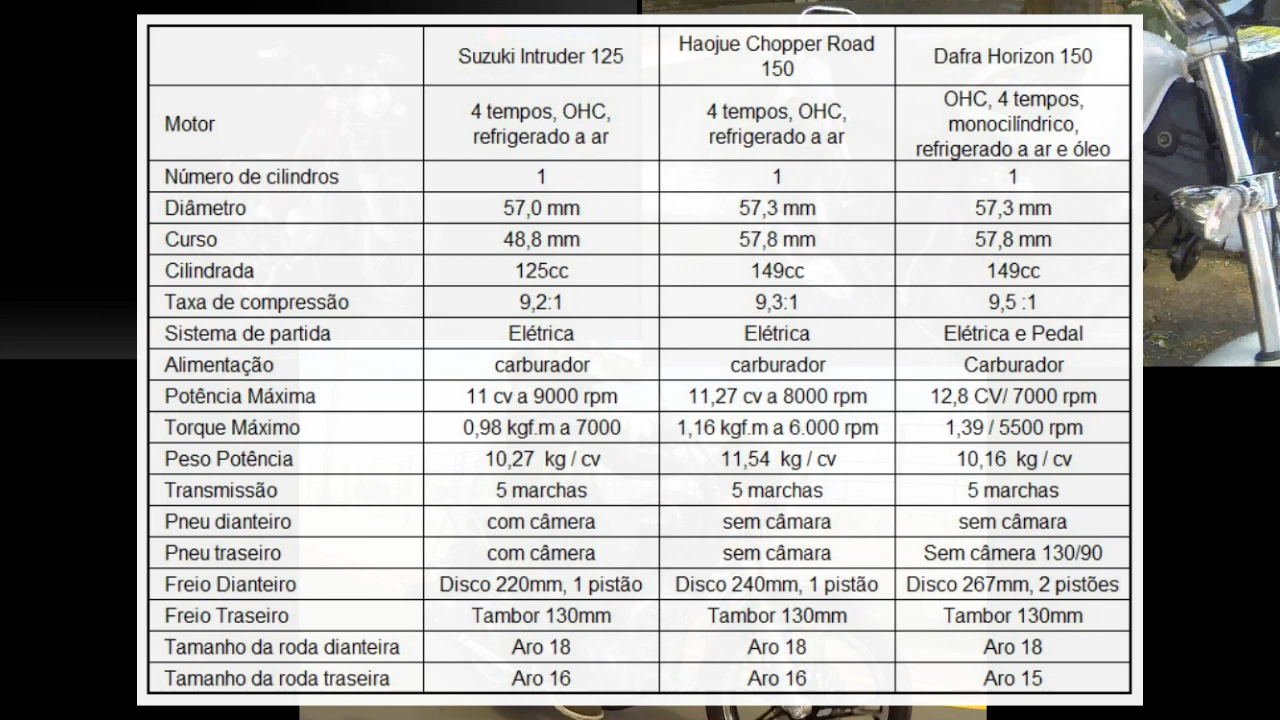 Suzuki Intruder 125 Haojue Chopper Road 150 Dafra Horizon 150
Motor 4 tempos, OHC, refrigerado a ar 4 tempos, OHC, refrigerado a ar OHC, 4 tempos, monocilíndrico, refrigerado a ar e óleo
Número de cilindros 1 1 1
Diâmetro 57,0 mm 57,3 mm 57,3 mm
Curso 48,8 mm 57,8 mm 57,8 mm
Cilindrada 125cc 149cc 149cc
Taxa de compressão 9,2:1 9,3:1 9,5 :1
Sistema de partida Elétrica Elétrica Elétrica e Pedal
Alimentação carburador carburador Carburador
Potência Máxima 11 cv a 9000 rpm 11,27 cv a 8000 rpm 12,8 CV/ 7000 rpm
Torque Máximo 0,98 kgf.m a 7000 1,16 kgf.m a 6.000 rpm 1,39 / 5500 rpm
Peso Potência 10,27 kg / cv 11,54 kg / cv 10,16 kg / cv
Transmissão 5 marchas 5 marchas 5 marchas
Pneu dianteiro com câmera sem câmara sem câmara
Pneu traseiro com câmera sem câmara Sem câmera 130/90
Freio Dianteiro Disco 220mm, 1 pistão Disco 240mm, 1 pistão Disco 267mm, 2 pistões
Freio Traseiro Tambor 130mm Tambor 130mm Tambor 130mm
Tamanho da roda dianteira Aro 18 Aro 18 Aro 18
Tamanho da roda traseira Aro 16 Aro 16 Aro 15